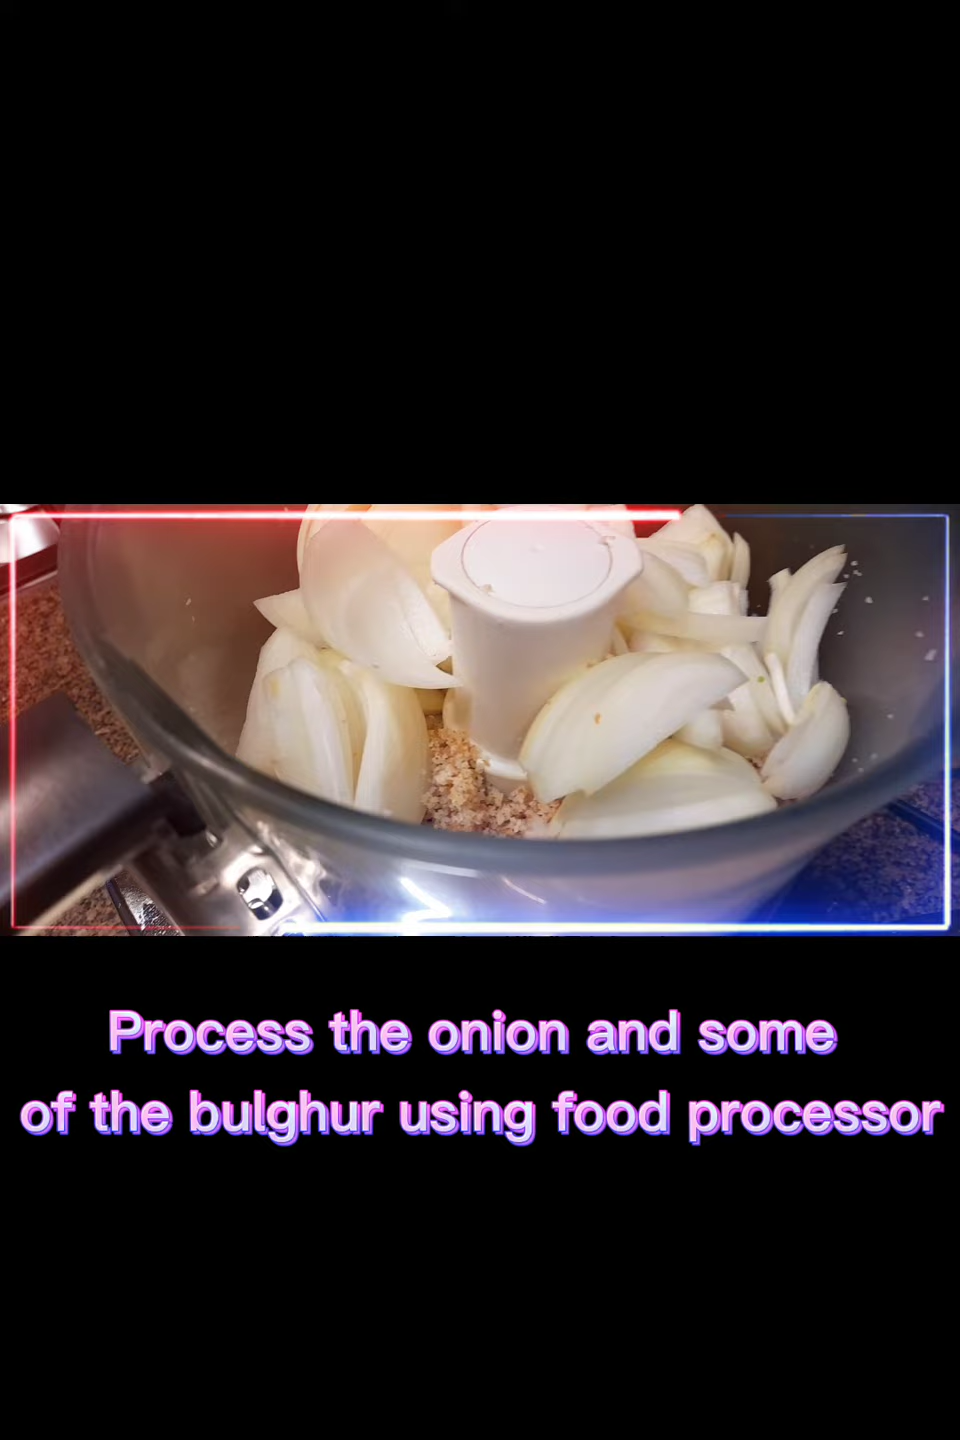 Process the onion and some
of the bulghur using food processor